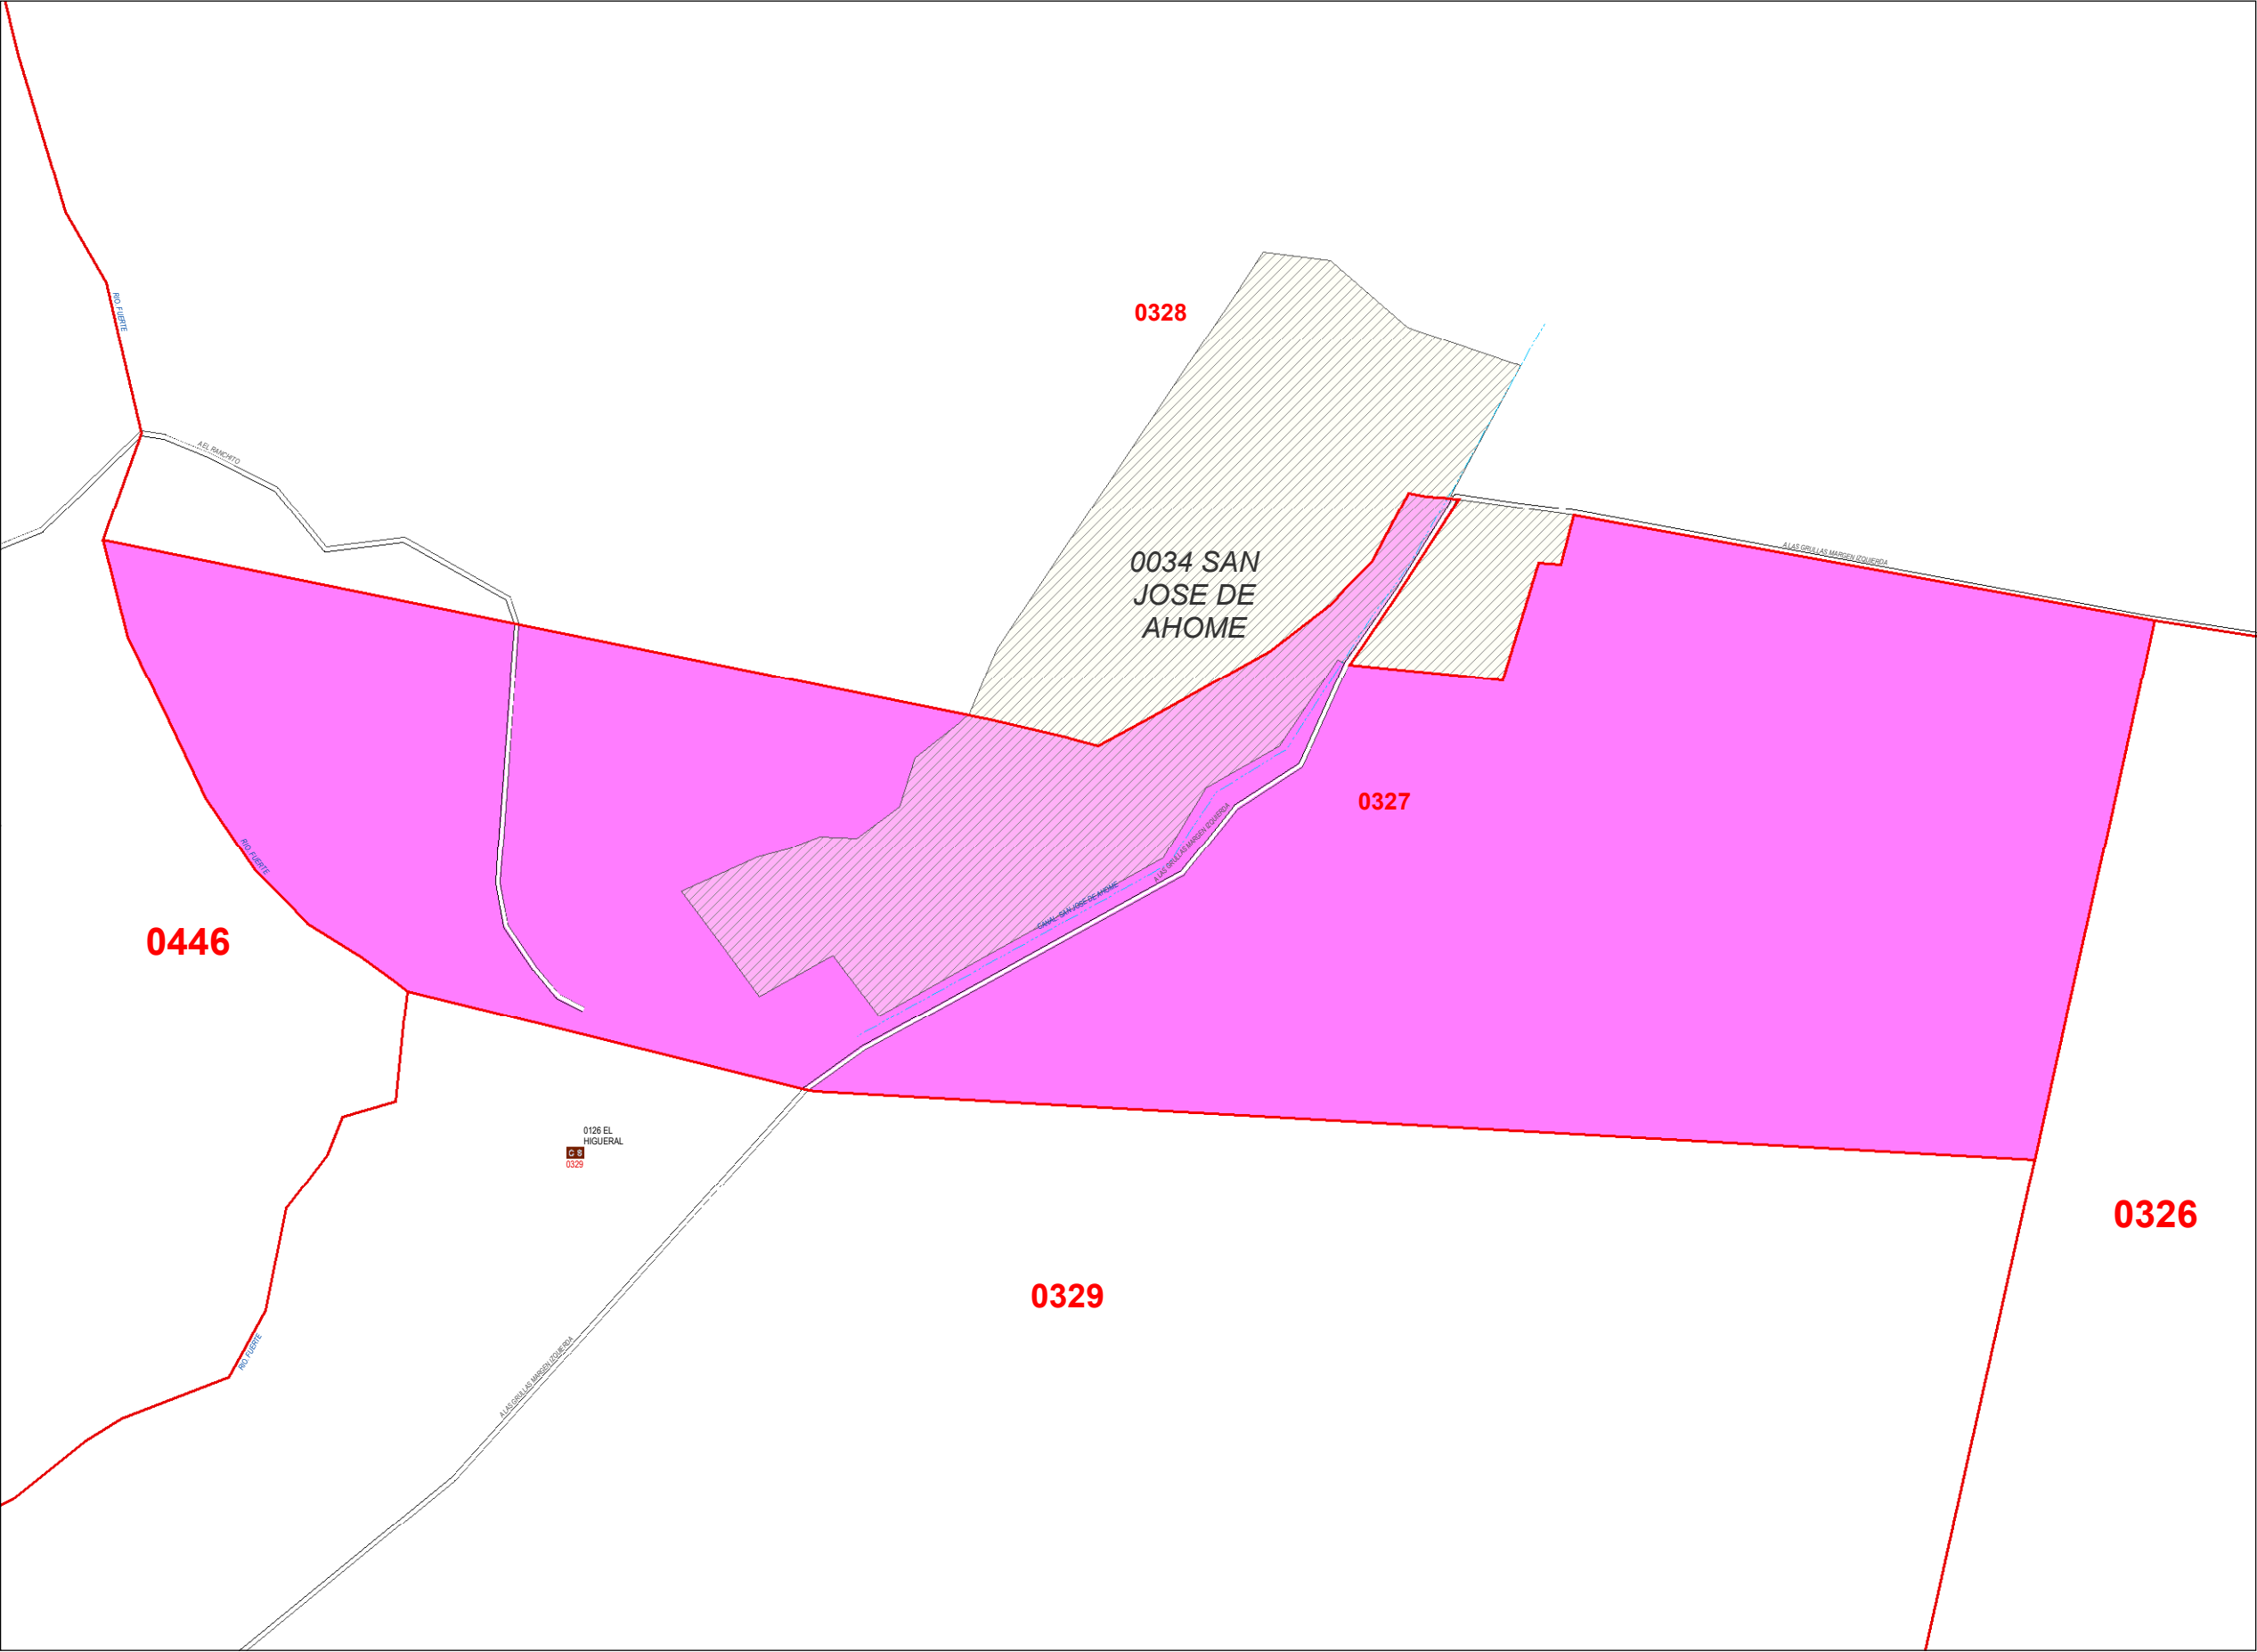 RIO. FUERTE
0328
A EL RANCHITO
0034 SAN
JOSE DE
AHOME
A LAS GRULLAS MARGEN IZQUIERDA
0327
RIO. FUERTE
A LAS GRULLAS MARGEN IZQUIERDA
CANAL. SAN JOSE DE AHOME
0446
0126 EL
HIGUERAL
0329
0326
0329
RIO. FUERTE
A LAS GRULLAS MARGEN IZQUIERDA